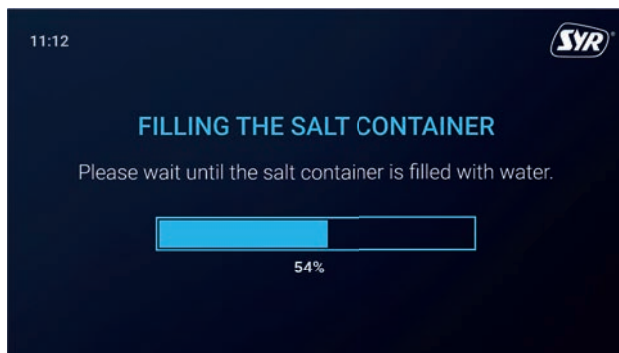 11:12
SYR®
FILLING THE SALT CONTAINER
Please wait until the salt container is filled with water.
54%